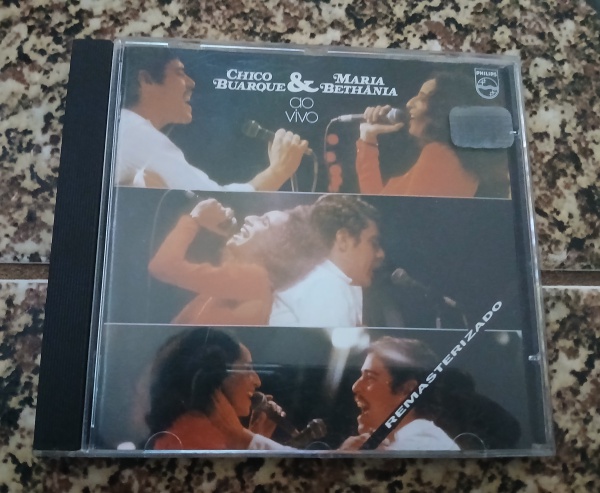 CHICO
BUARQUE
&
MARIA
BETHÂNIA
ao
vivo
PHILIPS
REMASTERIZADO